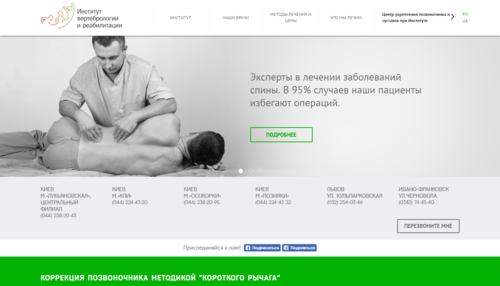 Институт
вертебрологии
и реабилитации
ИНСТИТУТ
НАШИ ВРАЧИ
МЕТОДЫ ЛЕЧЕНИЯ И
ЦЕНЫ
ЧТО МЫ ЛЕЧИМ
Центр укрепления позвоночника и
суставов при Институте
RU
UA
Эксперты в лечении заболеваний
спины. В 95% случаев наши пациенты
избегают операций.
ПОДРОБНЕЕ
КИЕВ
М. «ЛУКЬЯНОВСКАЯ»,
ЦЕНТРАЛЬНЫЙ
ФИЛИАЛ
(044) 238-20-43
КИЕВ
М. «КПИ»
(044) 224-43-20
КИЕВ
М. «ОСОКОРКИ»
(044) 238-20-95
КИЕВ
М. «ПОЗНЯКИ»
(044) 224 43 22
ЛЬВОВ
УЛ. КУЛЬПАРКОВСКАЯ
(032) 254-03-46
ИВАНО-ФРАНКОВСК
УЛ.ЧЕРНОВОЛА
(0342) 74-45-40
ПЕРЕЗВОНИТЕ МНЕ
Присоединяйся к нам!
Подписаться
Подписаться
КОРРЕКЦИЯ ПОЗВОНОЧНИКА МЕТОДИКОЙ "КОРОТКОГО РЫЧАГА"